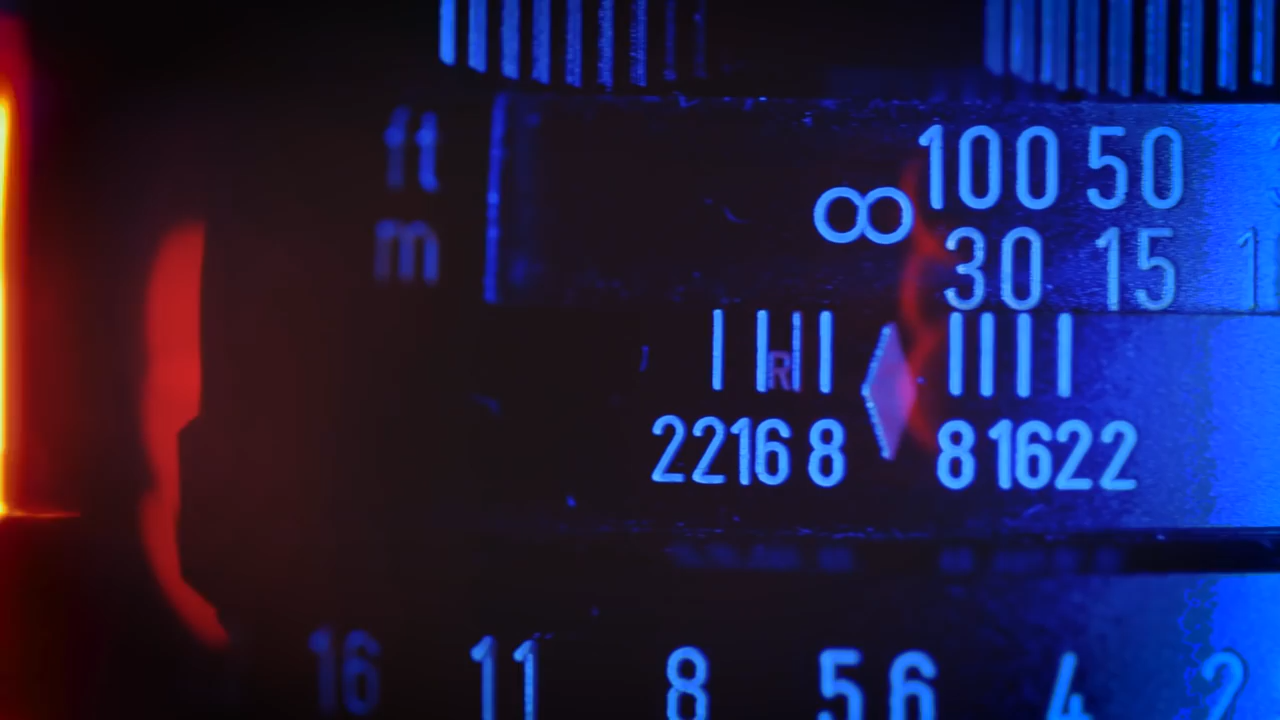 ft ∞ 100 50
m 30 15
R
22 16 8 8 16 22
16 11 8 5.6 4 2